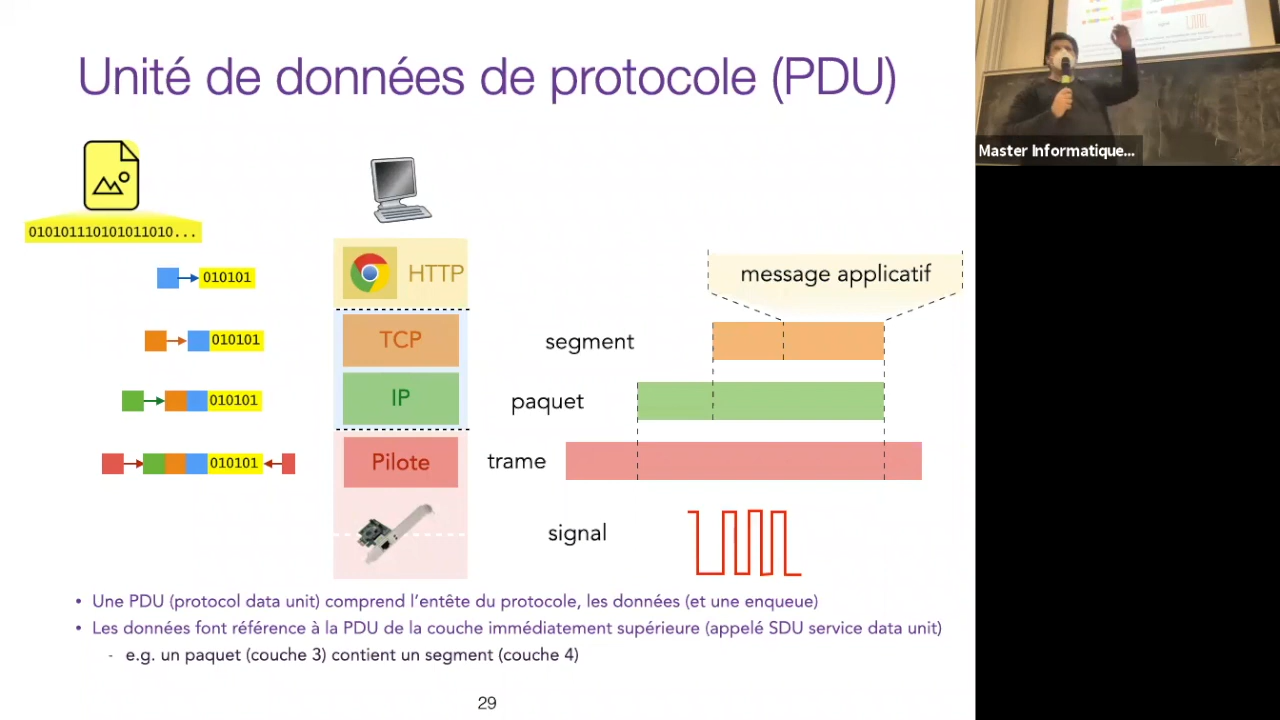 Unité de données de protocole (PDU)
Master Informatique...
010101110101011010...
010101
HTTP
message applicatif
010101
TCP
segment
010101
IP
paquet
010101
Pilote
trame
signal
• Une PDU (protocol data unit) comprend l'entête du protocole, les données (et une enqueue)
• Les données font référence à la PDU de la couche immédiatement supérieure (appelé SDU service data unit)
- e.g. un paquet (couche 3) contient un segment (couche 4)
29